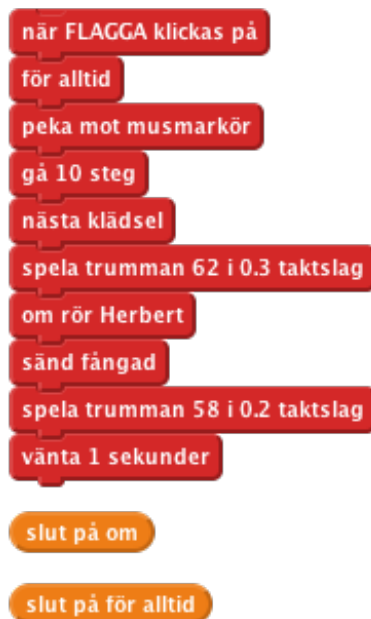 när FLAGGA klickas på
för alltid
peka mot musmarkör
gå 10 steg
nästa klädsel
spela trumman 62 i 0.3 taktslag
om rör Herbert
sänd fångad
spela trumman 58 i 0.2 taktslag
vänta 1 sekunder
slut på om
slut på för alltid